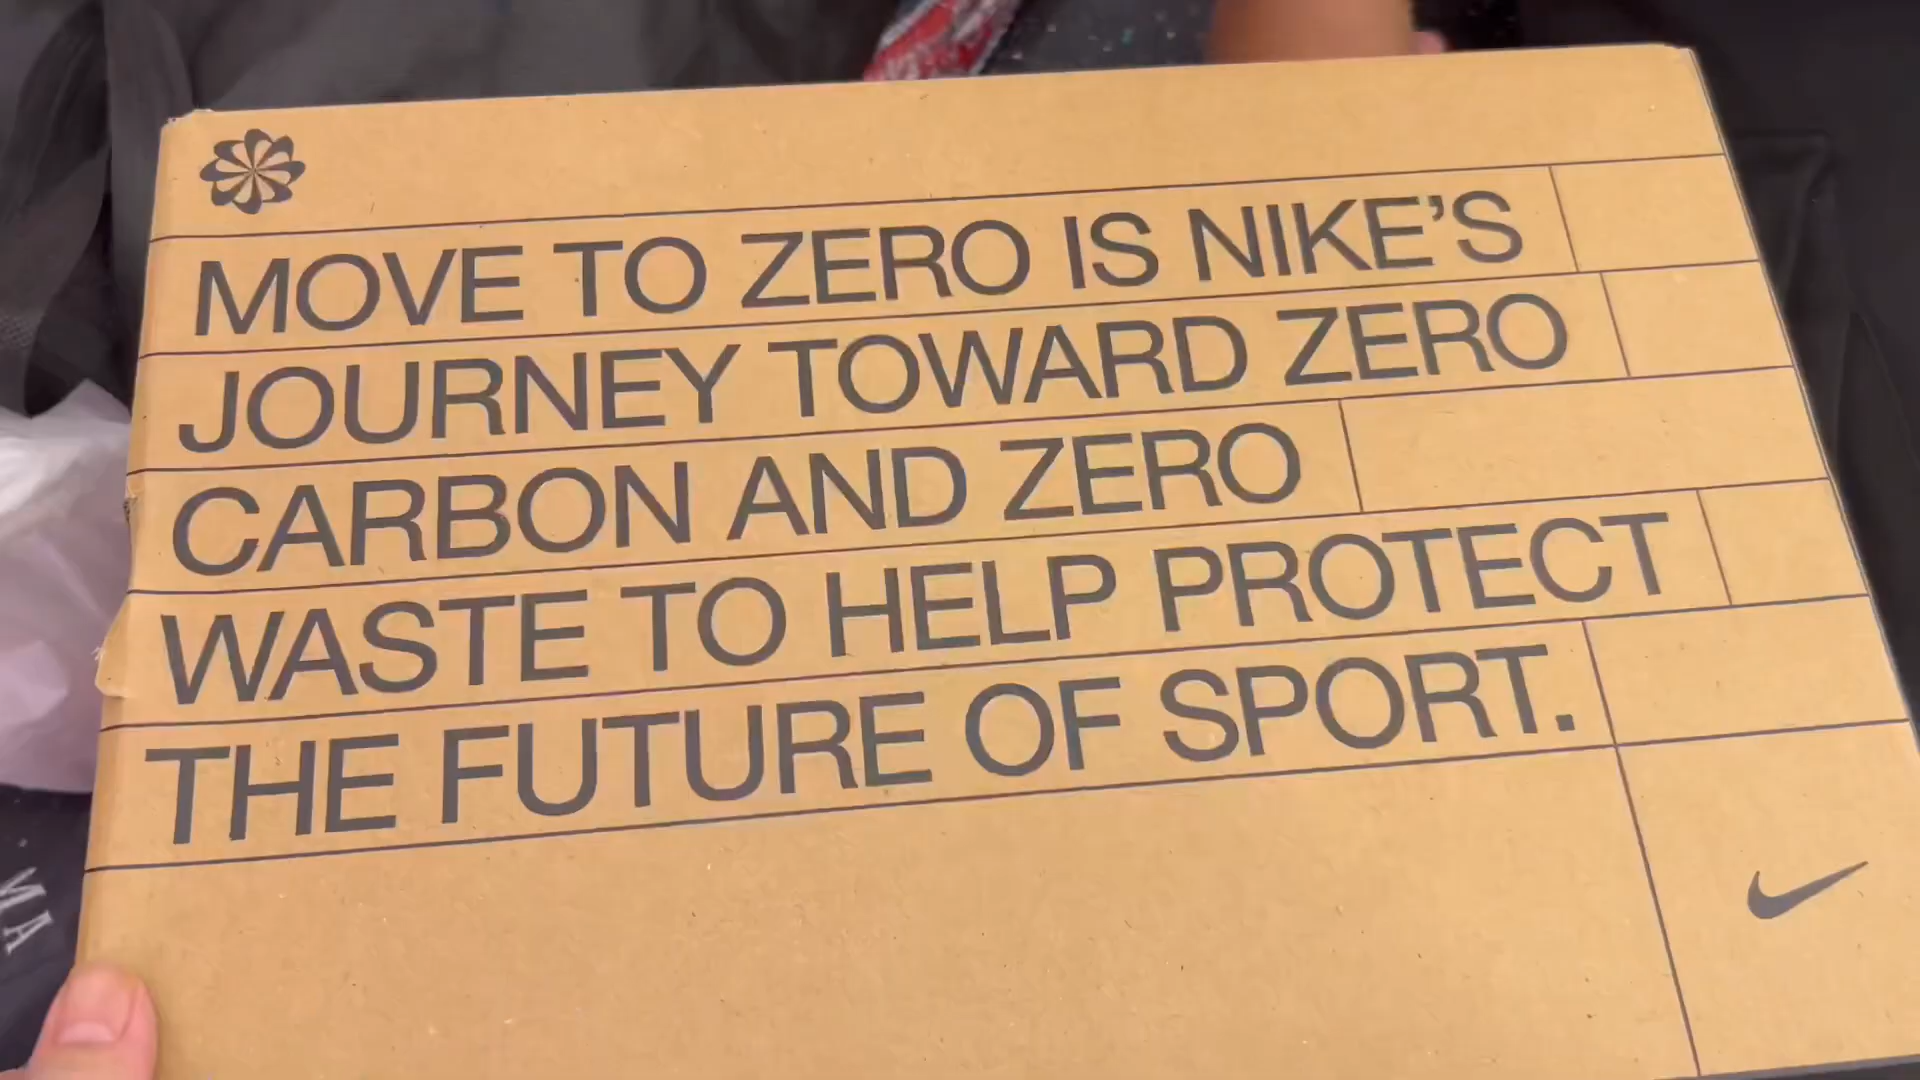 MOVE TO ZERO IS NIKE'S
JOURNEY TOWARD ZERO
CARBON AND ZERO
WASTE TO HELP PROTECT
THE FUTURE OF SPORT.